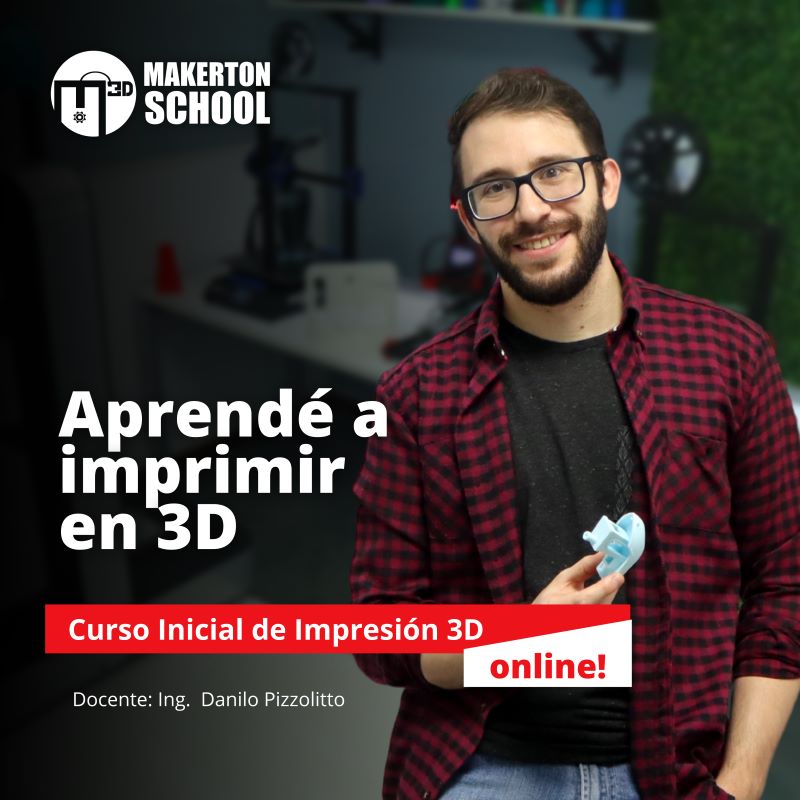 3D
MAKERTON
SCHOOL
Aprendé a
imprimir
en 3D
Curso Inicial de Impresión 3D
online!
Docente: Ing. Danilo Pizzolitto